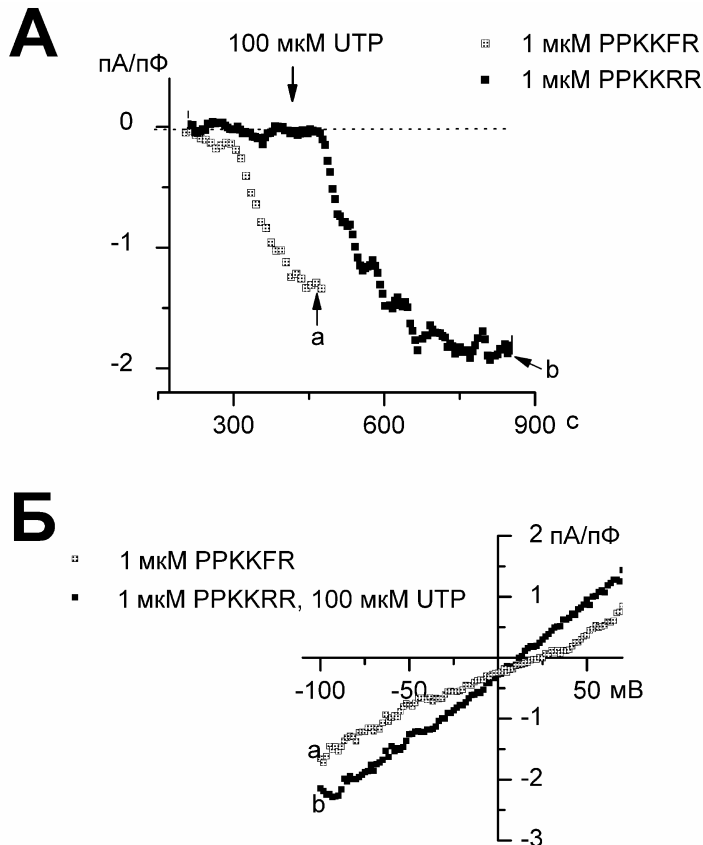 А
100 мкМ UTP
1 мкМ PPKKFR
1 мкМ PPKKRR
пА/пФ
0
-1
-2
a
b
300 600 900 с
Б
1 мкМ PPKKFR
1 мкМ PPKKRR, 100 мкМ UTP
2 пА/пФ
1
-100 -50 50 мВ
-1
a
-2
b
-3